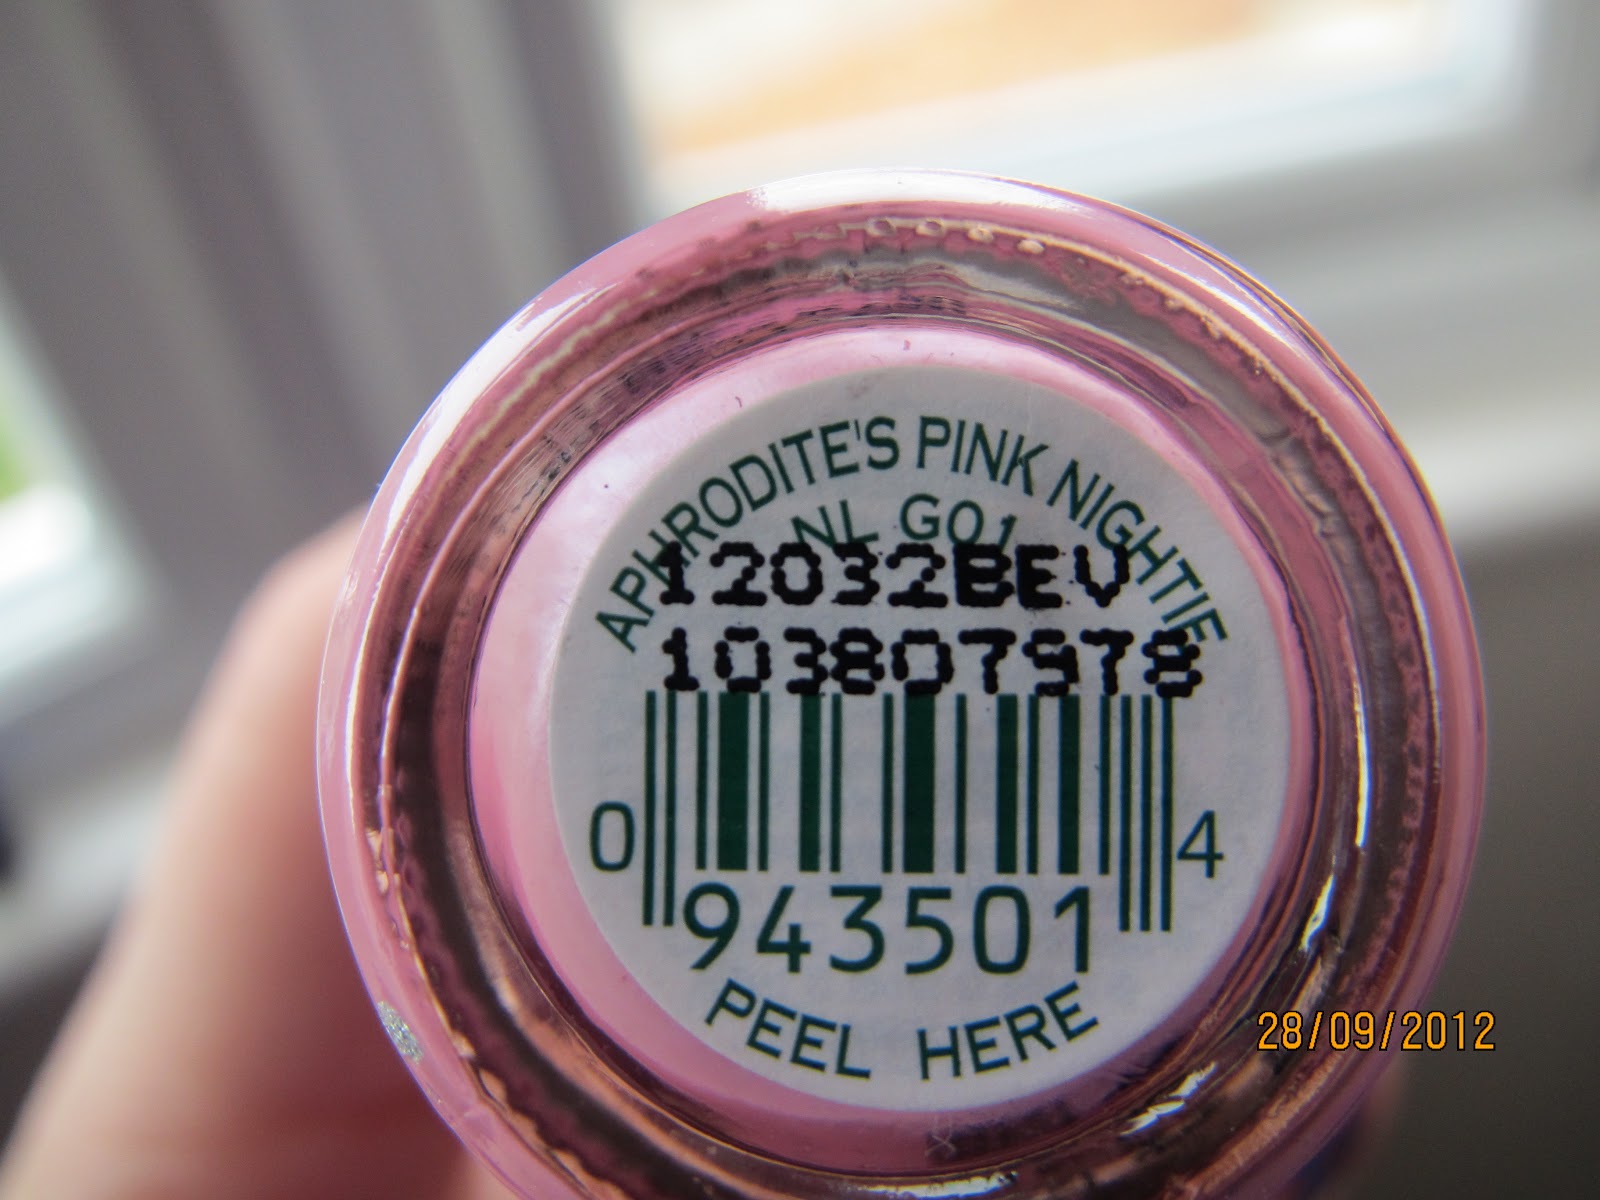 APHRODITE'S PINK NIGHTIE
NL G01
12032BEV
103807978
0 943501 4
PEEL HERE
28/09/2012